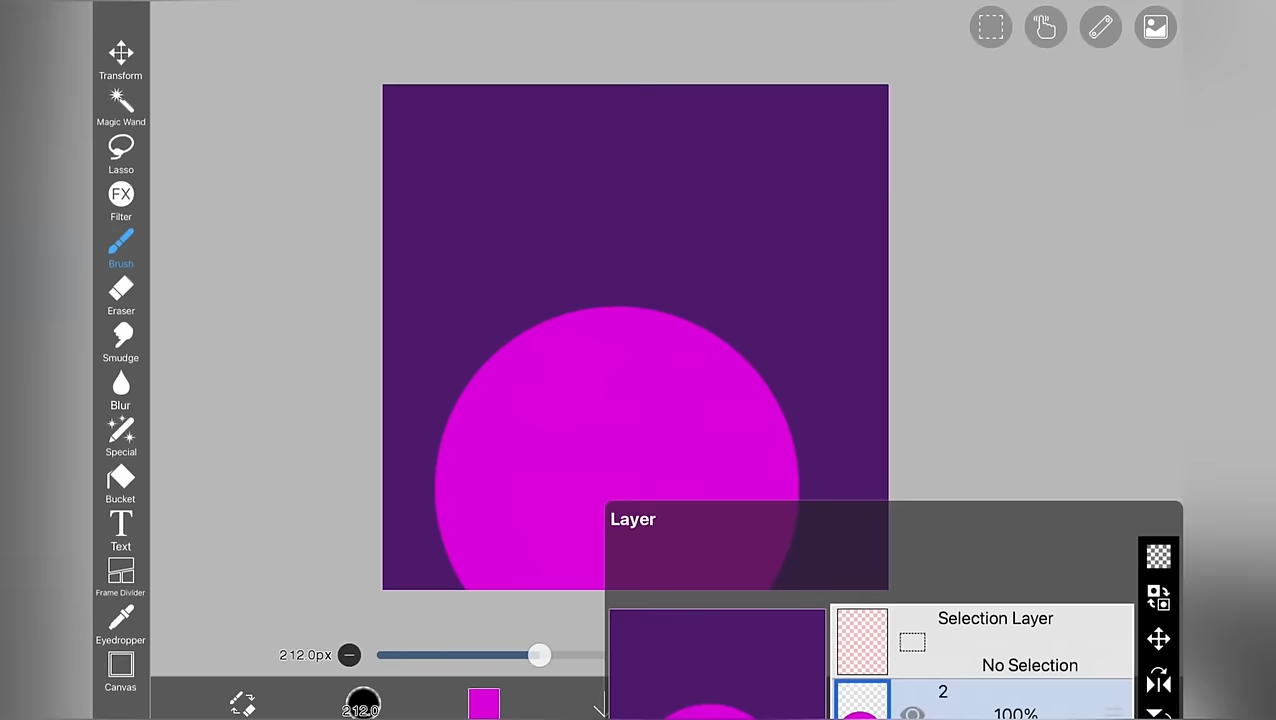 Transform
Magic Wand
Lasso
FX
Filter
Brush
Eraser
Smudge
Blur
Special
Bucket
T
Text
Frame Divider
Eyedropper
Canvas
212.0px
212.0
Layer
Selection Layer
No Selection
2
100%